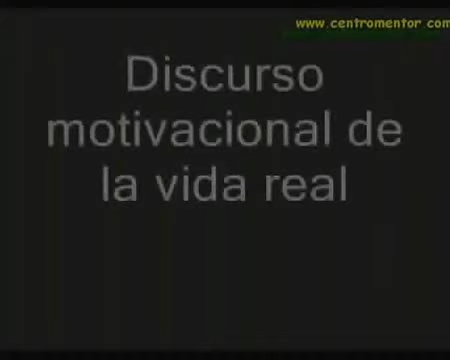 www.centromentor.com
Discurso
motivacional de
la vida real